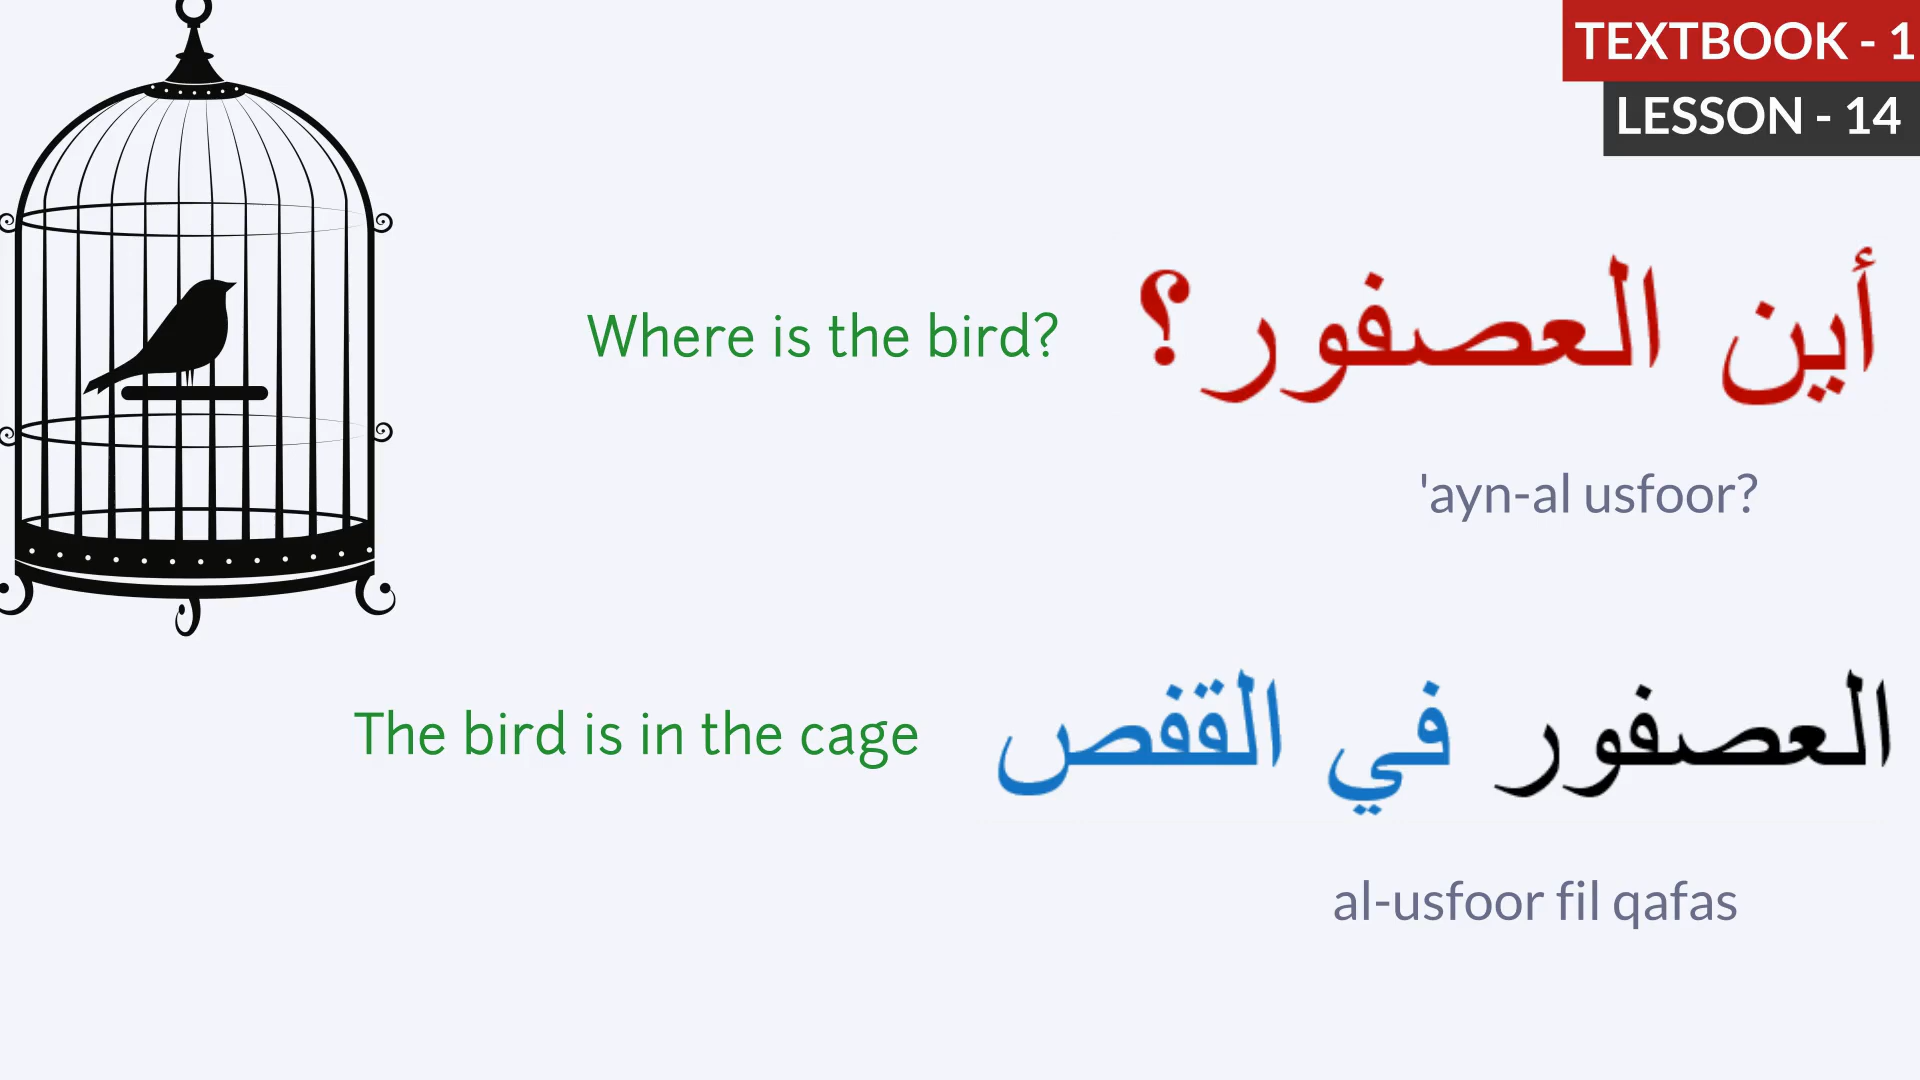 TEXTBOOK - 1
LESSON - 14
Where is the bird?
أين العصفور؟
'ayn-al usfoor?
The bird is in the cage
العصفور في القفص
al-usfoor fil qafas